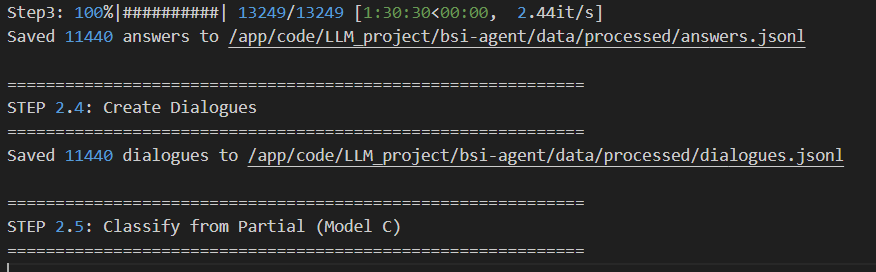 Step3: 100%|##########| 13249/13249 [1:30:30<00:00,  2.44it/s]
Saved 11440 answers to /app/code/LLM_project/bsi-agent/data/processed/answers.jsonl
============================================================
STEP 2.4: Create Dialogues
============================================================
Saved 11440 dialogues to /app/code/LLM_project/bsi-agent/data/processed/dialogues.jsonl
============================================================
STEP 2.5: Classify from Partial (Model C)
============================================================